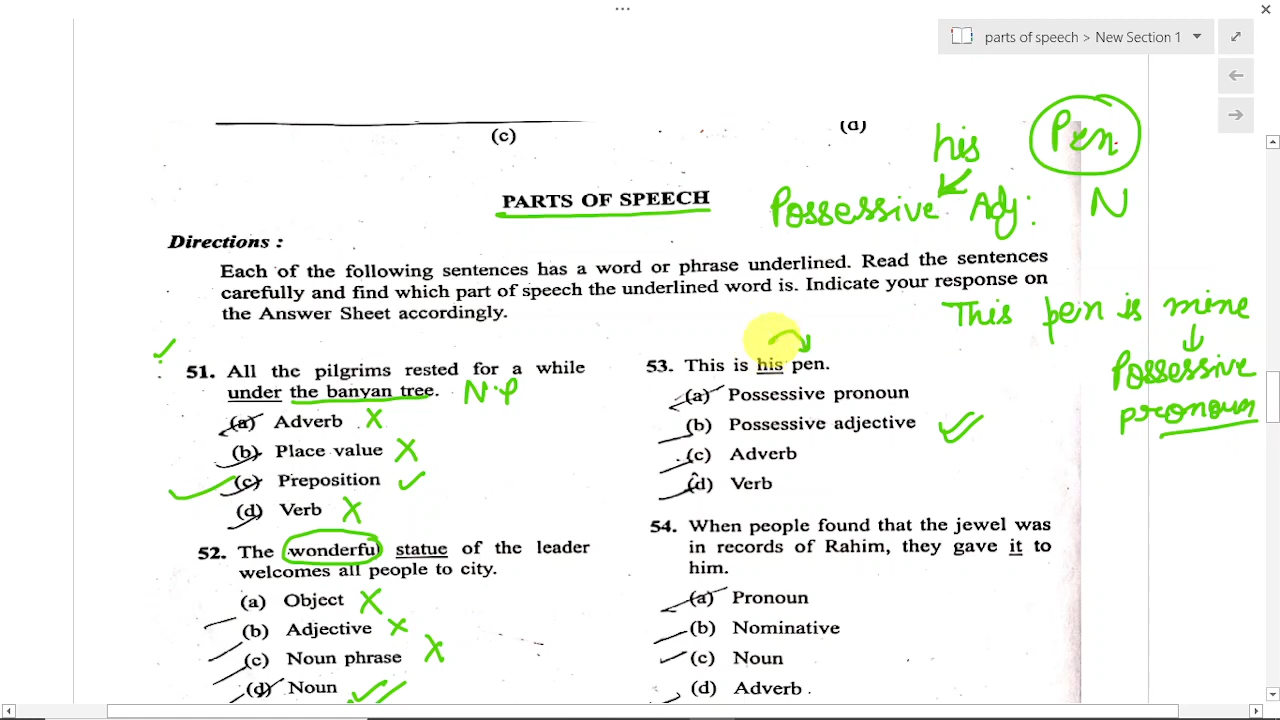 parts of speech > New Section 1
(c)
(d)
his Pen
Possessive Adj: N
PARTS OF SPEECH
Directions :
Each of the following sentences has a word or phrase underlined. Read the sentences
carefully and find which part of speech the underlined word is. Indicate your response on
the Answer Sheet accordingly.
This pen is mine
Possessive
pronoun
51. All the pilgrims rested for a while
under the banyan tree. N.P
(a) Adverb
(b) Place value
(c) Preposition
(d) Verb
52. The wonderful statue of the leader
welcomes all people to city.
(a) Object
(b) Adjective
(c) Noun phrase
(d) Noun
53. This is his pen.
(a) Possessive pronoun
(b) Possessive adjective
(c) Adverb
(d) Verb
54. When people found that the jewel was
in records of Rahim, they gave it to
him.
(a) Pronoun
(b) Nominative
(c) Noun
(d) Adverb .